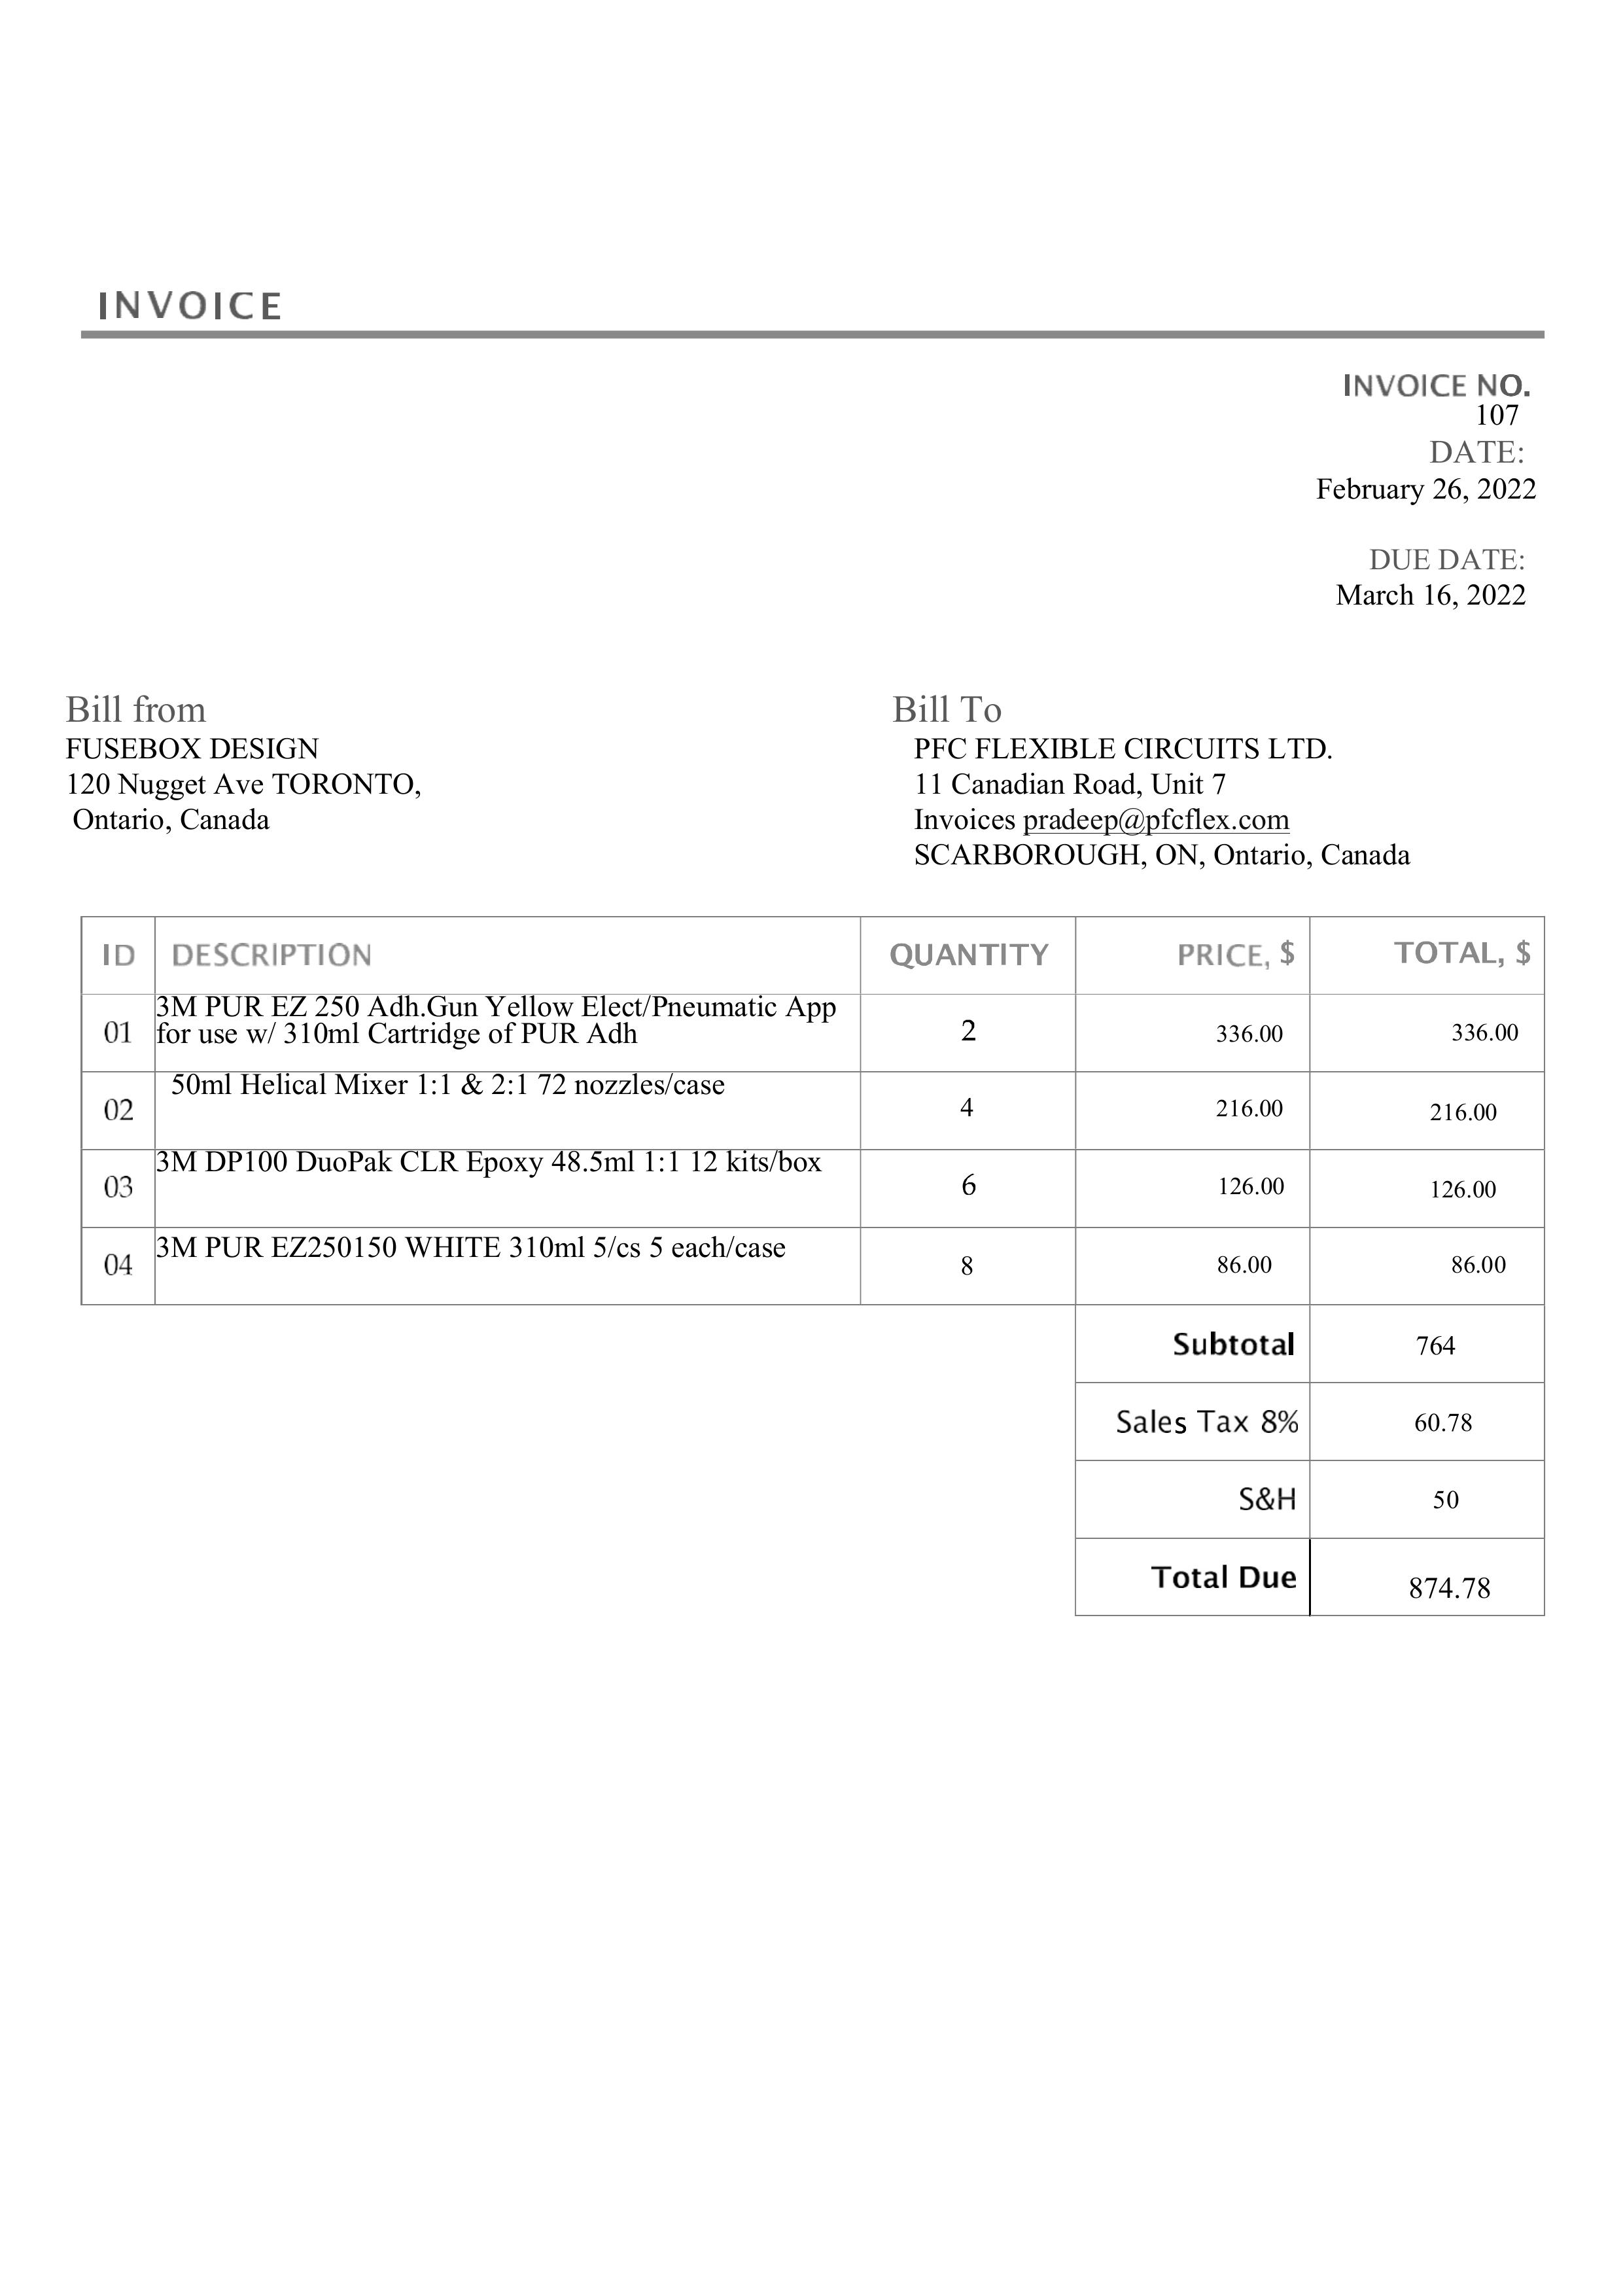 INVOICE
INVOICE NO.
107
DATE:
February 26, 2022
DUE DATE:
March 16, 2022
Bill from
FUSEBOX DESIGN
120 Nugget Ave TORONTO,
Ontario, Canada
Bill To
PFC FLEXIBLE CIRCUITS LTD.
11 Canadian Road, Unit 7
Invoices pradeep@pfcflex.com
SCARBOROUGH, ON, Ontario, Canada
ID DESCRIPTION QUANTITY PRICE, $ TOTAL, $
01 3M PUR EZ 250 Adh.Gun Yellow Elect/Pneumatic App
for use w/ 310ml Cartridge of PUR Adh 2 336.00 336.00
02 50ml Helical Mixer 1:1 & 2:1 72 nozzles/case 4 216.00 216.00
03 3M DP100 DuoPak CLR Epoxy 48.5ml 1:1 12 kits/box 6 126.00 126.00
04 3M PUR EZ250150 WHITE 310ml 5/cs 5 each/case 8 86.00 86.00
Subtotal 764
Sales Tax 8% 60.78
S&H 50
Total Due 874.78